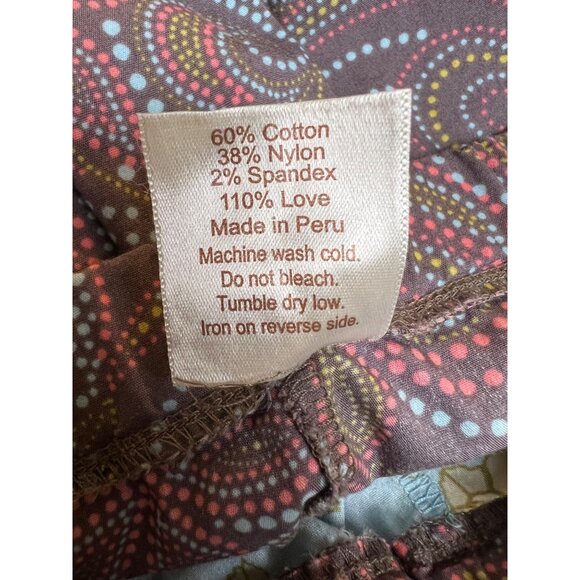 60% Cotton
38% Nylon
2% Spandex
110% Love
Made in Peru
Machine wash cold.
Do not bleach.
Tumble dry low.
Iron on reverse side.